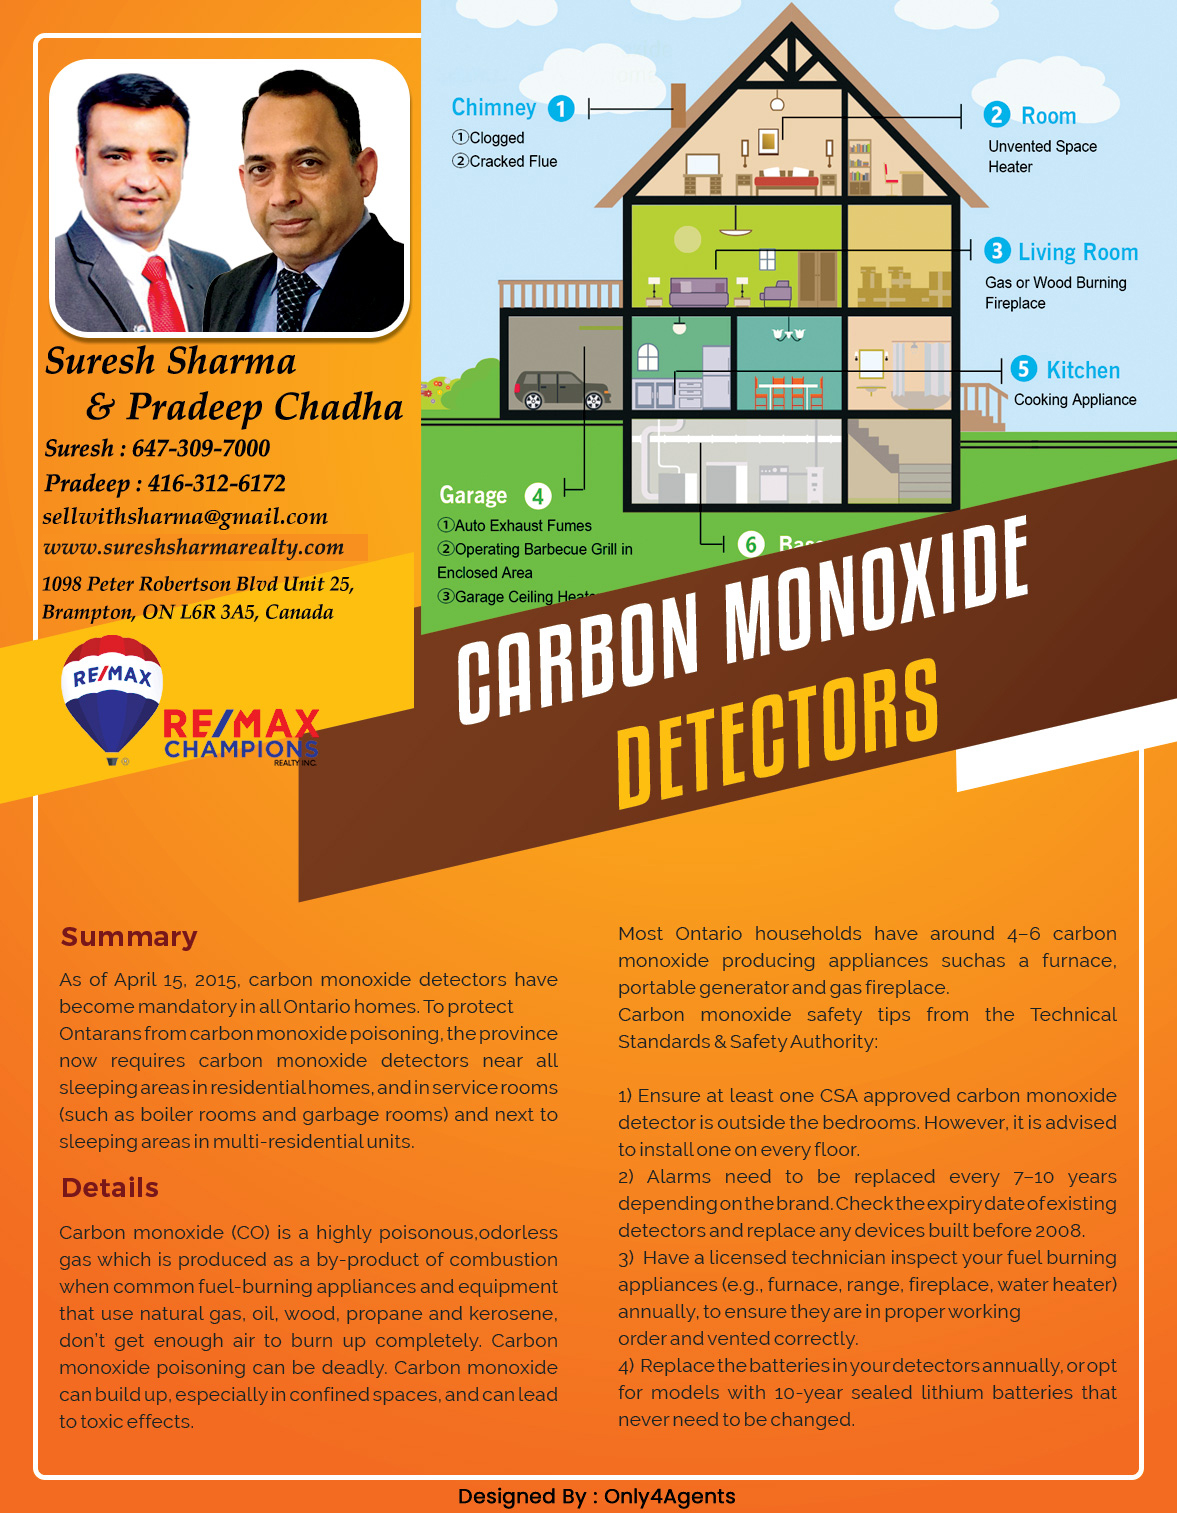 Chimney 1
①Clogged
②Cracked Flue
2 Room
Unvented Space
Heater
3 Living Room
Gas or Wood Burning
Fireplace
5 Kitchen
Cooking Appliance
Garage 4
①Auto Exhaust Fumes
②Operating Barbecue Grill in
Enclosed Area
③Garage Ceiling
6
Suresh Sharma
& Pradeep Chadha
Suresh : 647-309-7000
Pradeep : 416-312-6172
sellwithsharma@gmail.com
www.sureshsharmarealty.com
1098 Peter Robertson Blvd Unit 25,
Brampton, ON L6R 3A5, Canada
RE/MAX
RE/MAX
CHAMPIONS
REALTY INC.
CARBON MONOXIDE
DETECTORS
Summary
As of April 15, 2015, carbon monoxide detectors have
become mandatory in all Ontario homes. To protect
Ontarans from carbon monoxide poisoning, the province
now requires carbon monoxide detectors near all
sleeping areas in residential homes, and in service rooms
(such as boiler rooms and garbage rooms) and next to
sleeping areas in multi-residential units.
Details
Carbon monoxide (CO) is a highly poisonous,odorless
gas which is produced as a by-product of combustion
when common fuel-burning appliances and equipment
that use natural gas, oil, wood, propane and kerosene,
don't get enough air to burn up completely. Carbon
monoxide poisoning can be deadly. Carbon monoxide
can build up, especially in confined spaces, and can lead
to toxic effects.
Most Ontario households have around 4–6 carbon
monoxide producing appliances suchas a furnace,
portable generator and gas fireplace.
Carbon monoxide safety tips from the Technical
Standards & Safety Authority:
1) Ensure at least one CSA approved carbon monoxide
detector is outside the bedrooms. However, it is advised
to install one on every floor.
2) Alarms need to be replaced every 7–10 years
depending on the brand. Check the expiry date of existing
detectors and replace any devices built before 2008.
3) Have a licensed technician inspect your fuel burning
appliances (e.g., furnace, range, fireplace, water heater)
annually, to ensure they are in proper working
order and vented correctly.
4) Replace the batteries in your detectors annually, or opt
for models with 10-year sealed lithium batteries that
never need to be changed.
Designed By : Only4Agents